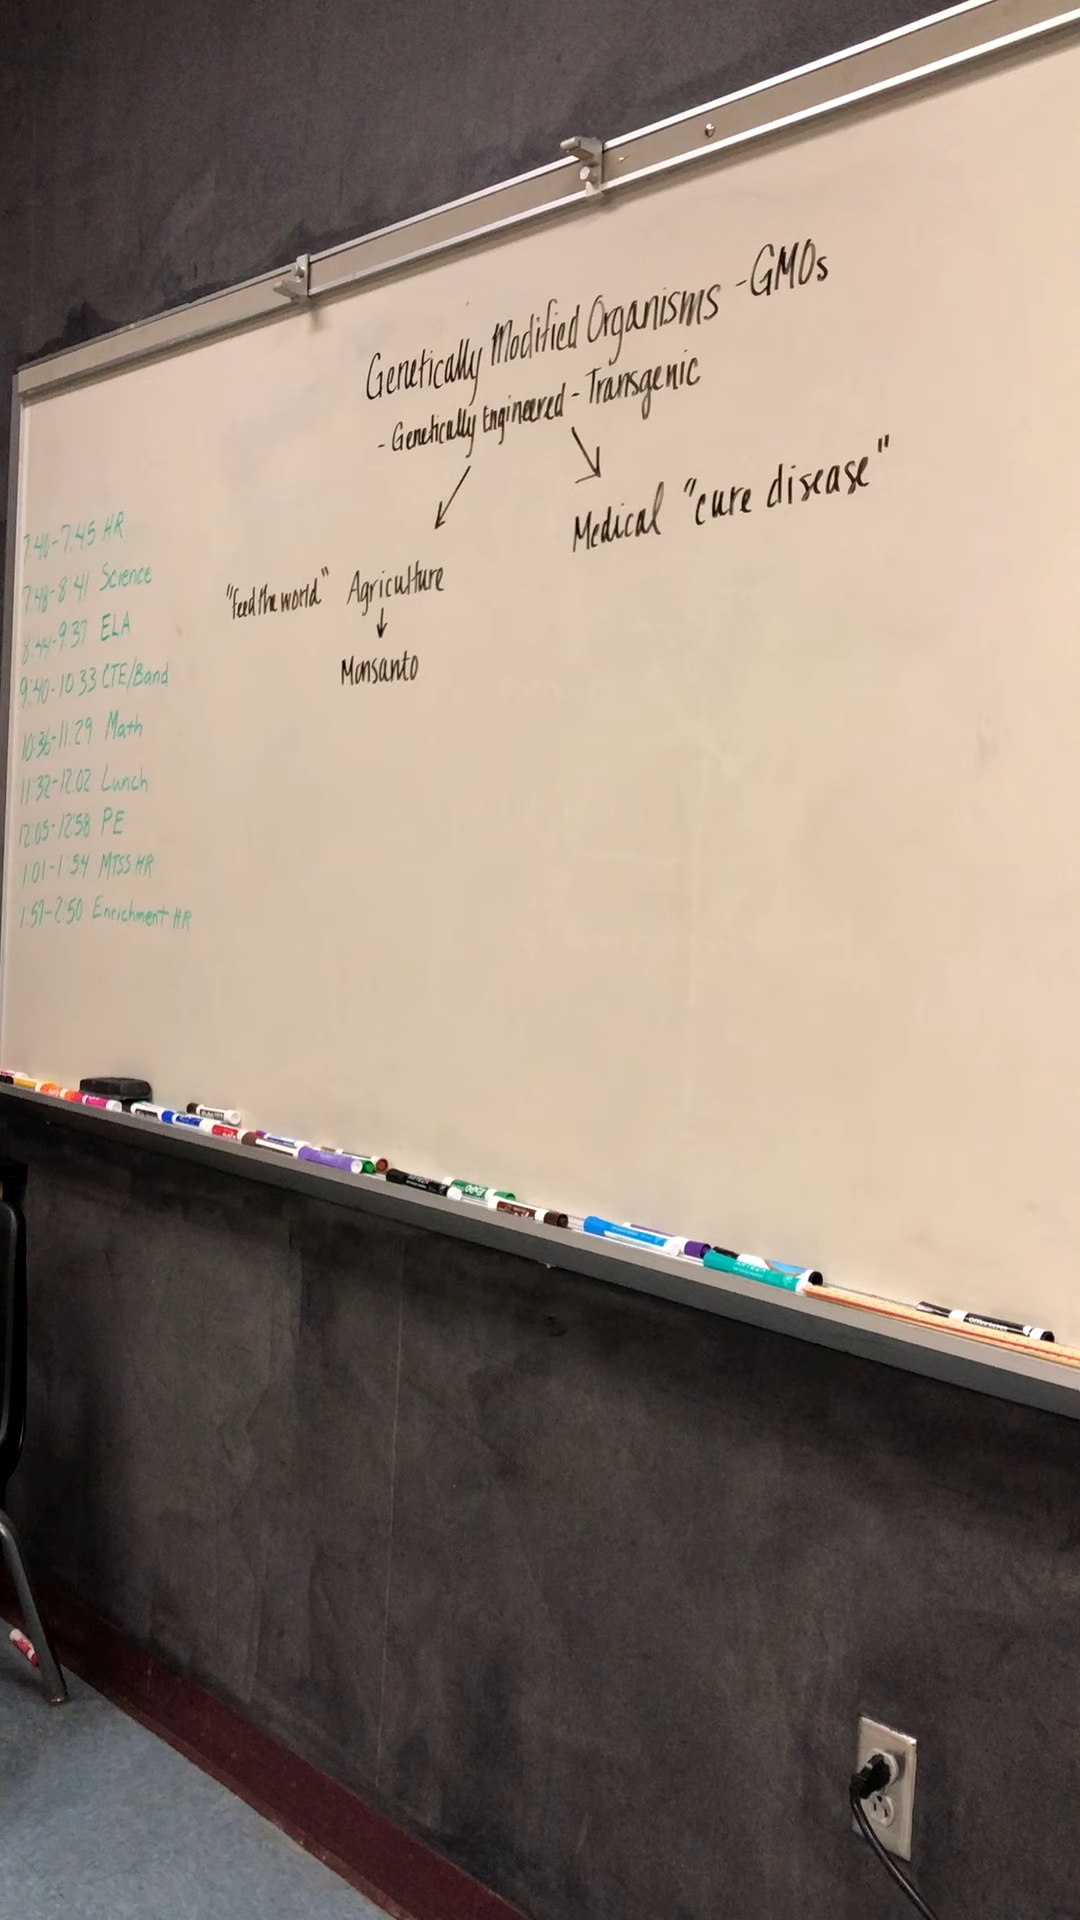 Genetically Modified Organisms - GMOs
- Genetically Engineered - Transgenic
Medical "cure disease"
"feed the world" Agriculture
Monsanto
7:40-7:45 HR
7:48-8:41 Science
8:44-9:37 ELA
9:40-10:33 CTE/Band
10:36-11:29 Math
11:32-12:02 Lunch
12:05-12:58 PE
1:01-1:54 MTSS HR
1:57-2:50 Enrichment HR